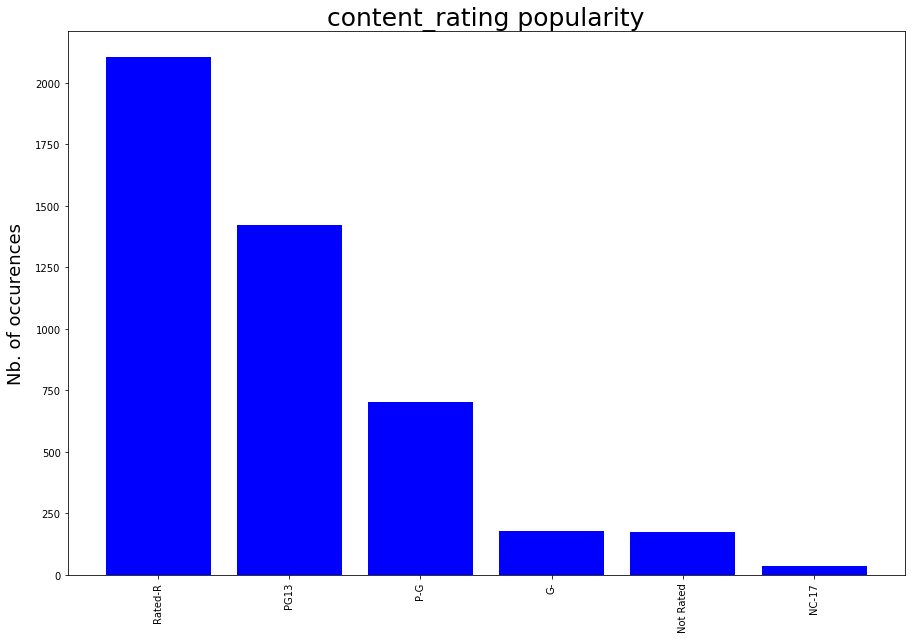 content_rating popularity
Nb. of occurences
2000
1750
1500
1250
1000
750
500
250
0
Rated-R
PG13
P-G
G-
Not Rated
NC-17